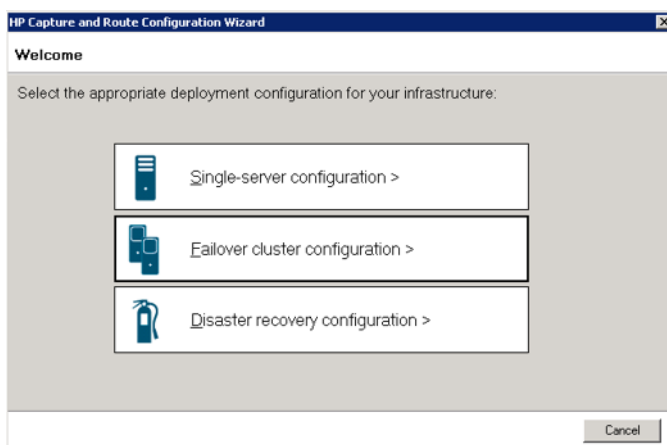 HP Capture and Route Configuration Wizard
Welcome
Select the appropriate deployment configuration for your infrastructure:
Single-server configuration >
Failover cluster configuration >
Disaster recovery configuration >
Cancel